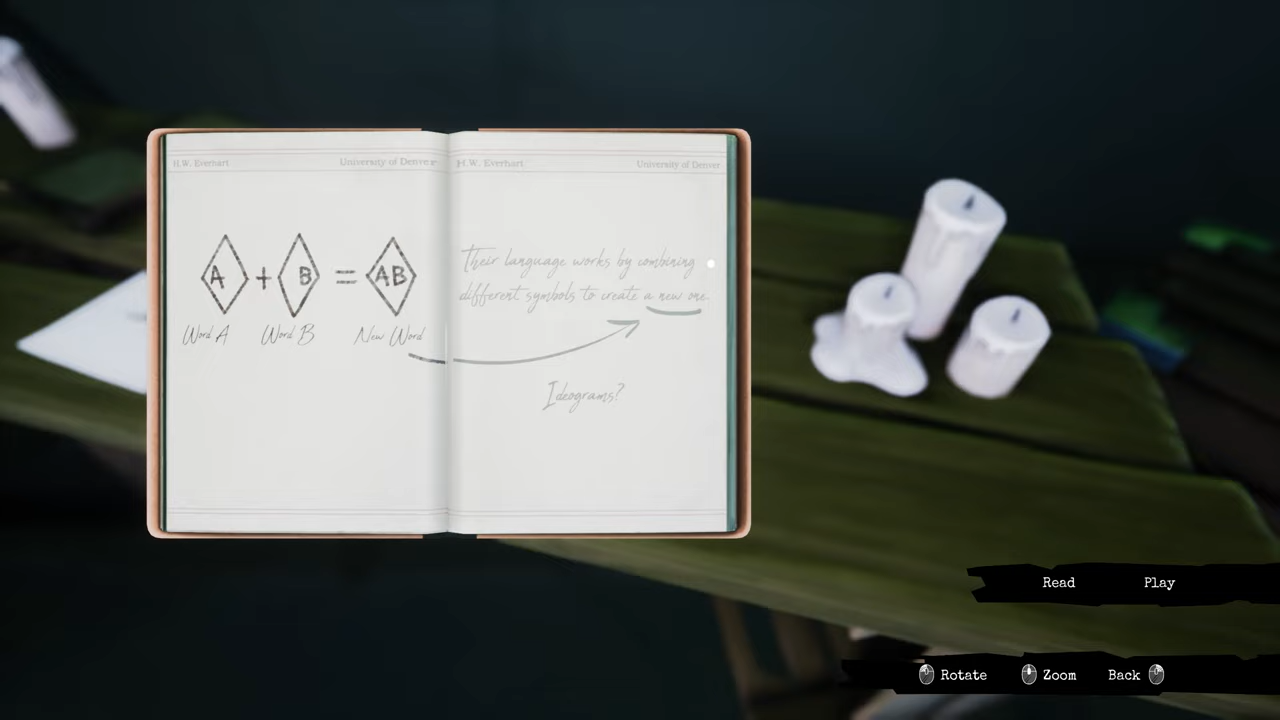 H.W. Everhart University of Denver
A + B = AB
Word A Word B New Word
H.W. Everhart University of Denver
Their language works by combining
different symbols to create a new one.
Ideograms?
Read Play
Rotate Zoom Back